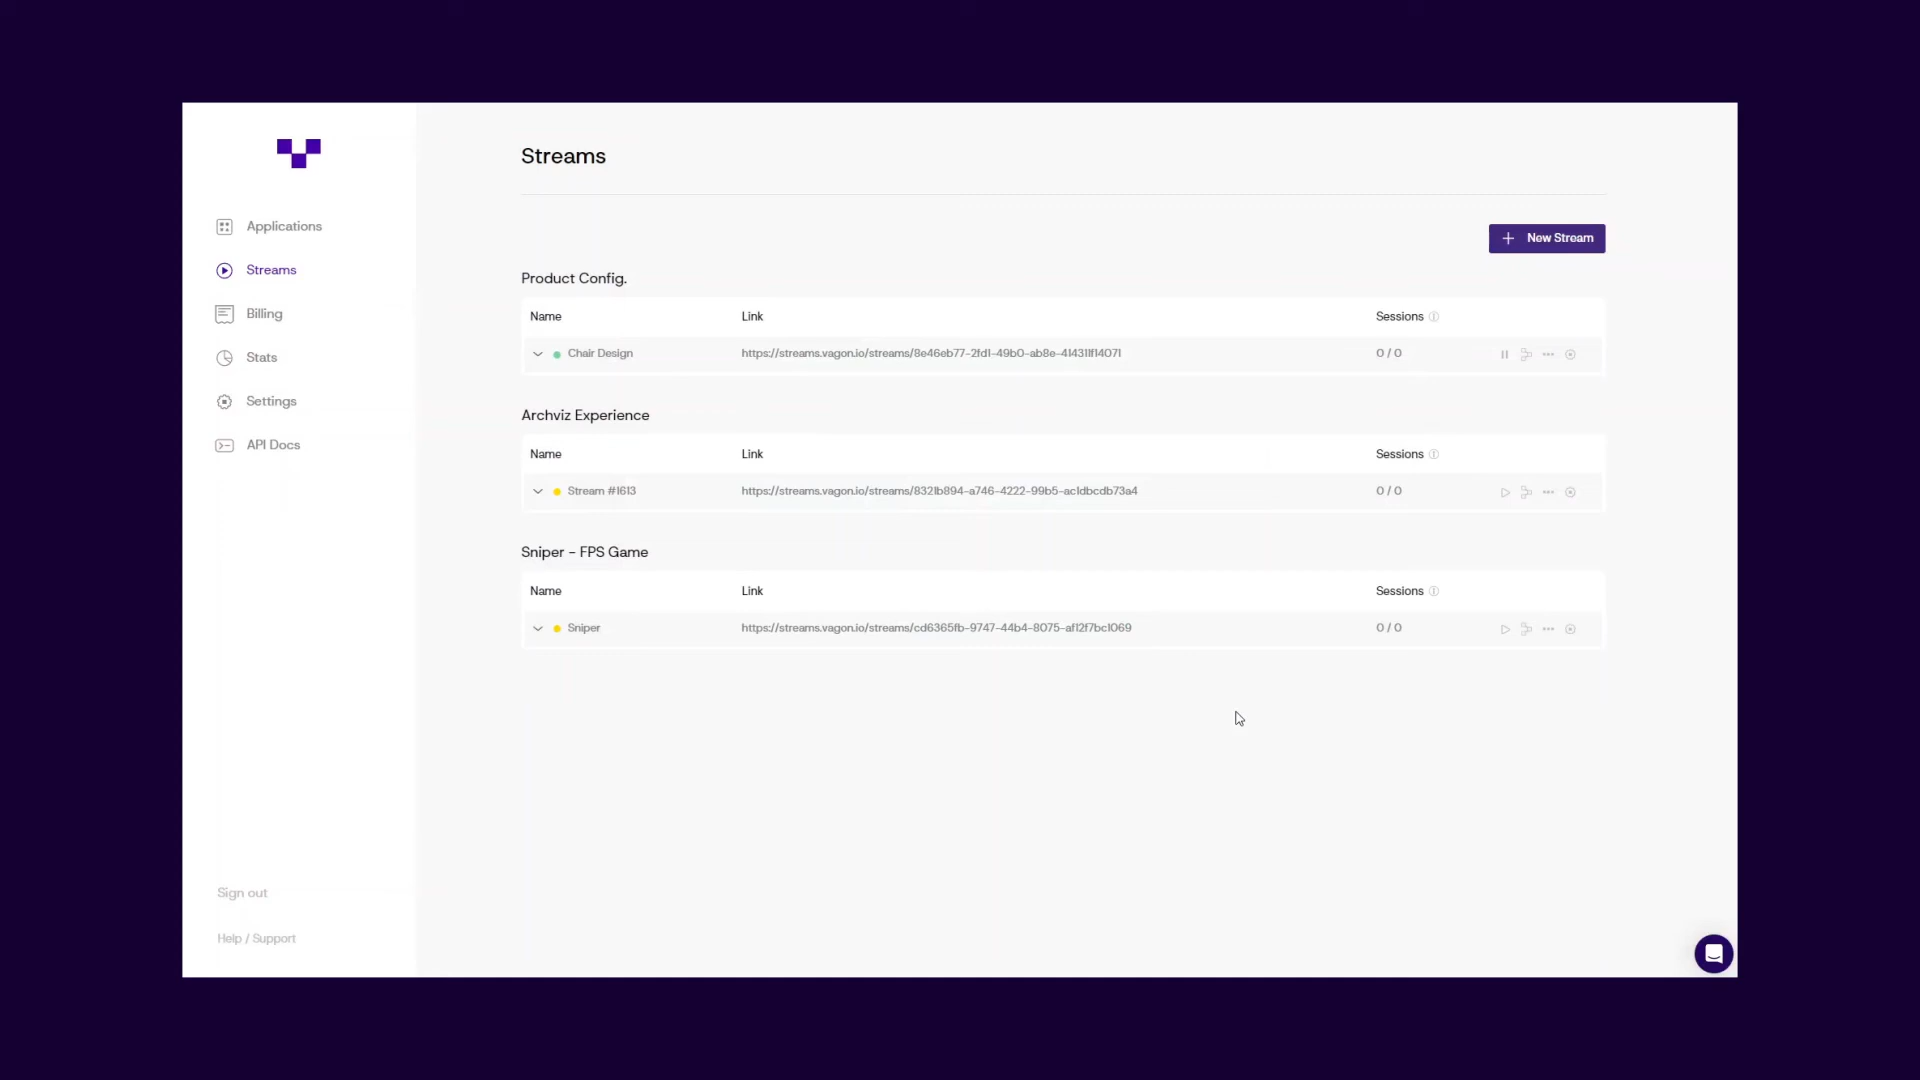 Streams
Applications
Streams
Billing
Stats
Settings
API Docs
Sign out
Help / Support
New Stream
Product Config.
Name Link Sessions
Chair Design https://streams.vagon.io/streams/8e46eb77-2fd1-49b0-ab8e-414311f14071 0 / 0
Archviz Experience
Name Link Sessions
Stream #1613 https://streams.vagon.io/streams/8321b894-a746-4222-99b5-ac1dbcdb73a4 0 / 0
Sniper - FPS Game
Name Link Sessions
Sniper https://streams.vagon.io/streams/cd6365fb-9747-44b4-8075-af12f7bc1069 0 / 0